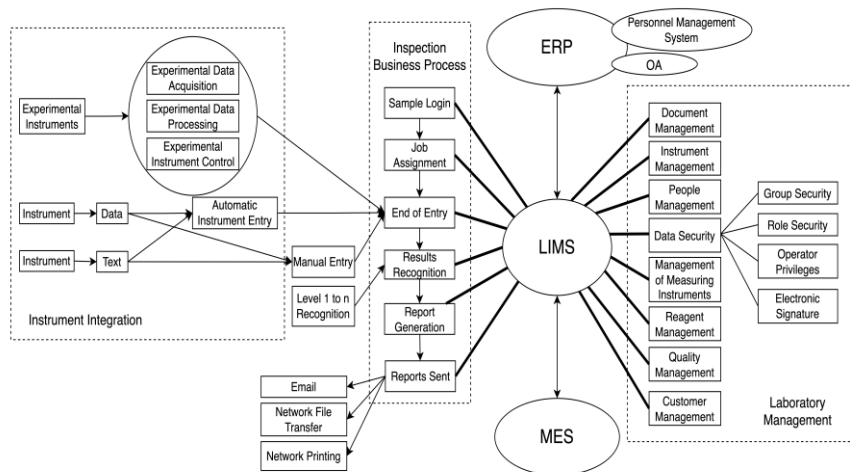 Experimental
Instruments
Experimental Data
Acquisition
Experimental Data
Processing
Experimental
Instrument Control
Instrument
Data
Automatic
Instrument Entry
Instrument
Text
Manual Entry
Level 1 to n
Recognition
Instrument Integration
Inspection
Business Process
Sample Login
Job
Assignment
End of Entry
Results
Recognition
Report
Generation
Reports Sent
Email
Network File
Transfer
Network Printing
ERP
Personnel Management
System
OA
LIMS
MES
Document
Management
Instrument
Management
People
Management
Data Security
Management
of Measuring
Instruments
Reagent
Management
Quality
Management
Customer
Management
Group Security
Role Security
Operator
Privileges
Electronic
Signature
Laboratory
Management